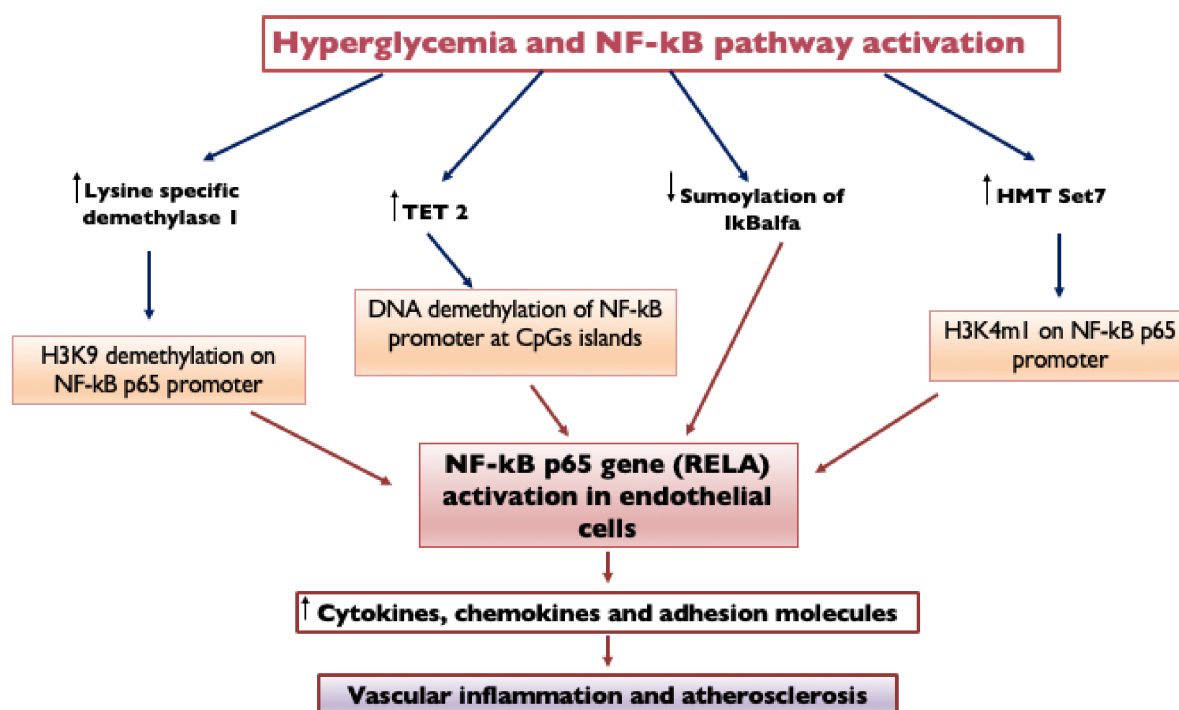 Hyperglycemia and NF-kB pathway activation
↑Lysine specific
demethylase 1
↑TET 2
↓ Sumoylation of
IkBalfa
↑ HMT Set7
H3K9 demethylation on
NF-kB p65 promoter
DNA demethylation of NF-kB
promoter at CpGs islands
H3K4m1 on NF-kB p65
promoter
NF-kB p65 gene (RELA)
activation in endothelial
cells
↑ Cytokines, chemokines and adhesion molecules
Vascular inflammation and atherosclerosis